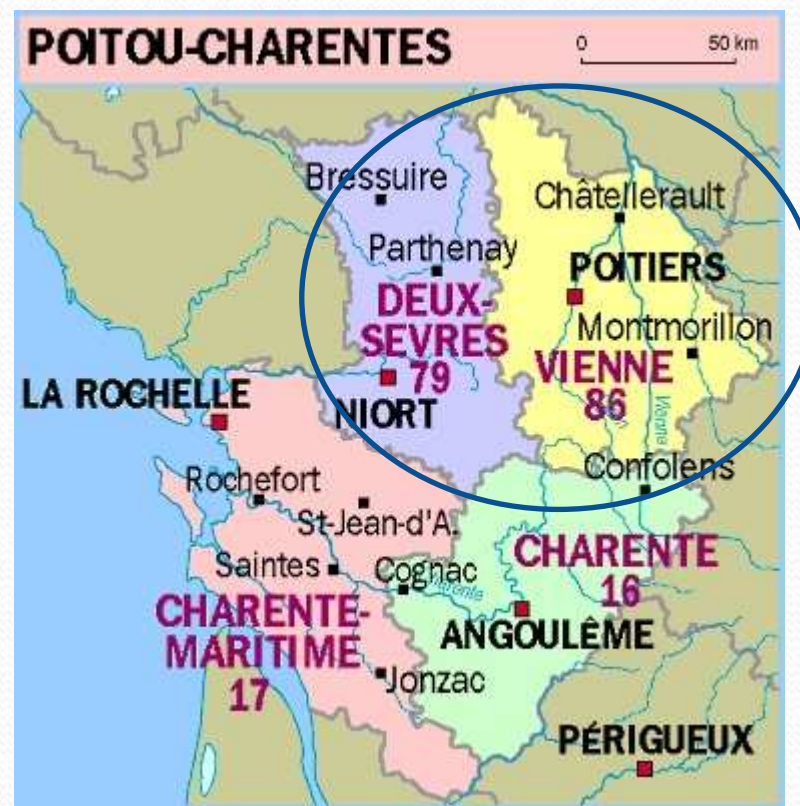 POITOU-CHARENTES
0 50 km
Bressuire
Châtellerault
Parthenay
POITIERS
DEUX-
SEVRES
79
Montmorillon
VIENNE
86
LA ROCHELLE
NIORT
Vienne
Confolens
Rochefort
St-Jean-d'A.
Saintes
Cognac
Charente
CHARENTE
16
CHARENTE-
MARITIME
17
ANGOULÊME
Jonzac
PÉRIGUEUX